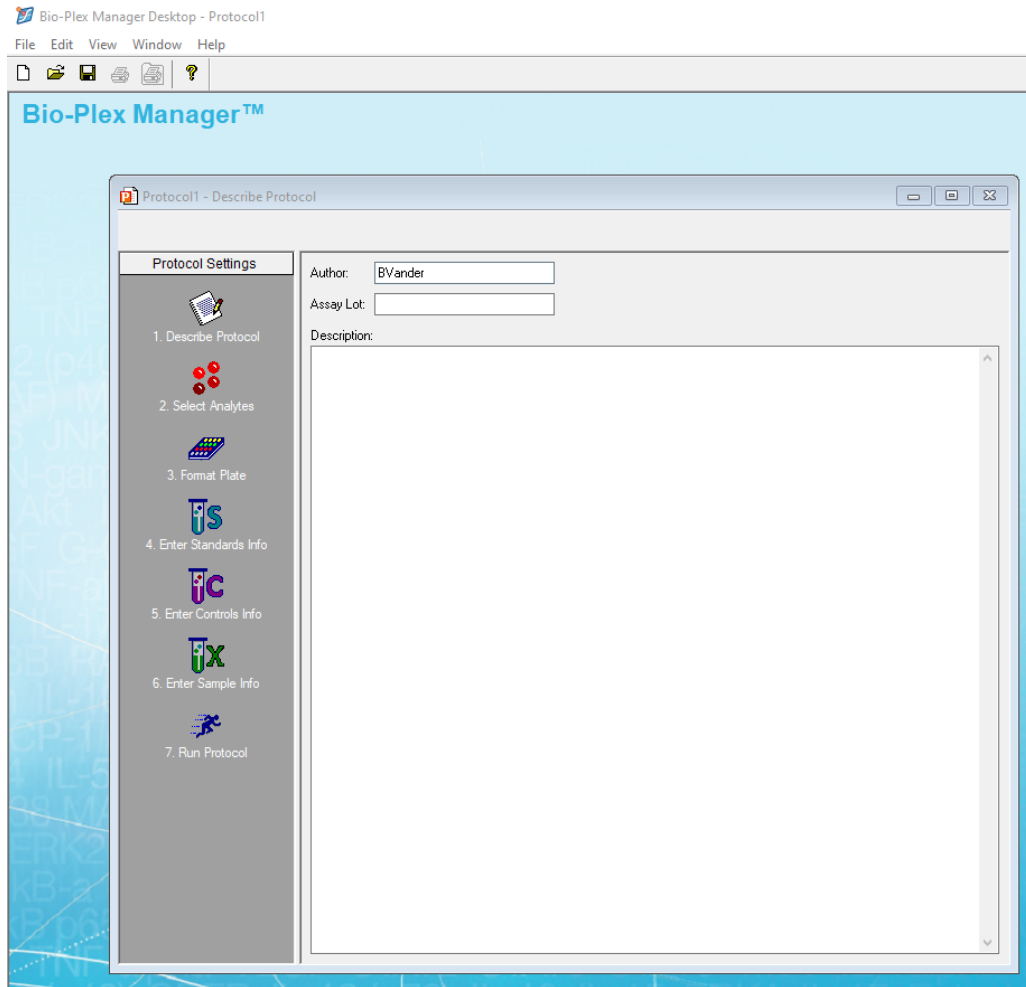 Bio-Plex Manager Desktop - Protocol1
File Edit View Window Help
Bio-Plex Manager™
Protocol1 - Describe Protocol
Protocol Settings
1. Describe Protocol
2. Select Analytes
3. Format Plate
4. Enter Standards Info
5. Enter Controls Info
6. Enter Sample Info
7. Run Protocol
Author: BVander
Assay Lot:
Description: